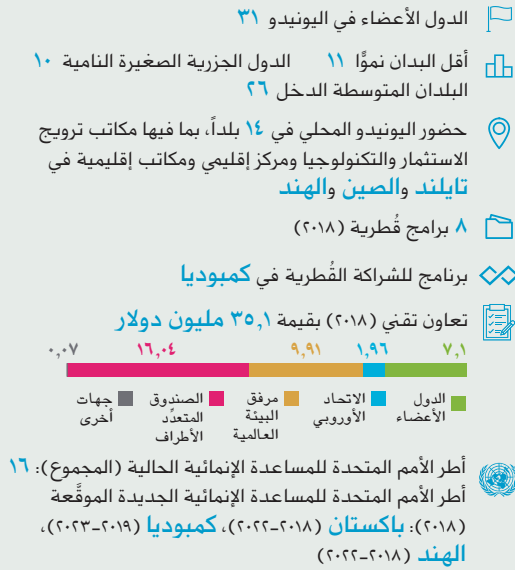 الدول الأعضاء في اليونيدو ٣١
أقل البدان نموًّا ١١ الدول الجزرية الصغيرة النامية ١٠
البلدان المتوسطة الدخل ٢٦
حضور اليونيدو المحلي في ١٤ بلداً، بما فيها مكاتب ترويج
الاستثمار والتكنولوجيا ومركز إقليمي ومكاتب إقليمية في
تايلند والصين والهند
٨ برامج قُطرية (٢٠١٨)
برنامج للشراكة القُطرية في كمبوديا
تعاون تقني (٢٠١٨) بقيمة ٣٥,١ مليون دولار
٧,١ ١,٩٦ ٩,٩١ ١٦,٠٤ ٠,٠٧
الدول الاتحاد مرفق الصندوق جهات
الأعضاء الأوروبي البيئة المتعدِّد أخرى
العالمية الأطراف
أطر الأمم المتحدة للمساعدة الإنمائية الحالية (المجموع): ١٦
أطر الأمم المتحدة للمساعدة الإنمائية الجديدة الموقَّعة
(٢٠١٨): باكستان (٢٠١٨-٢٠٢٢)، كمبوديا (٢٠١٩-٢٠٢٣)،
الهند (٢٠١٨-٢٠٢٢)